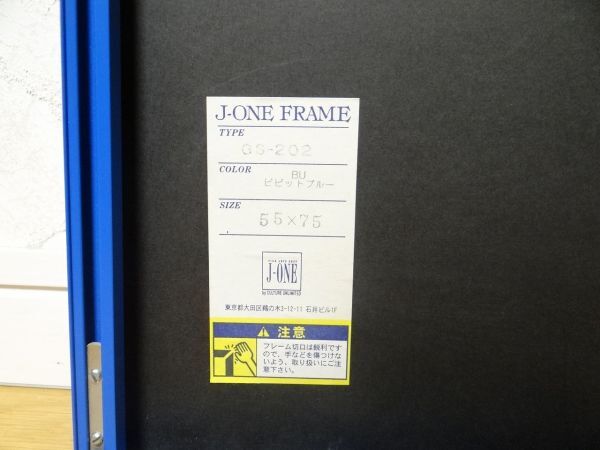 J-ONE FRAME
TYPE
GS-202
COLOR
BU
ビビットブルー
SIZE
55×75
J-ONE
by CULTURE UNLIMITED
東京都大田区鵜の木3-12-11 石井ビル1F
注意
フレーム切口は鋭利です
ので、手などを傷つけな
いよう、取り扱いにご注
意下さい。